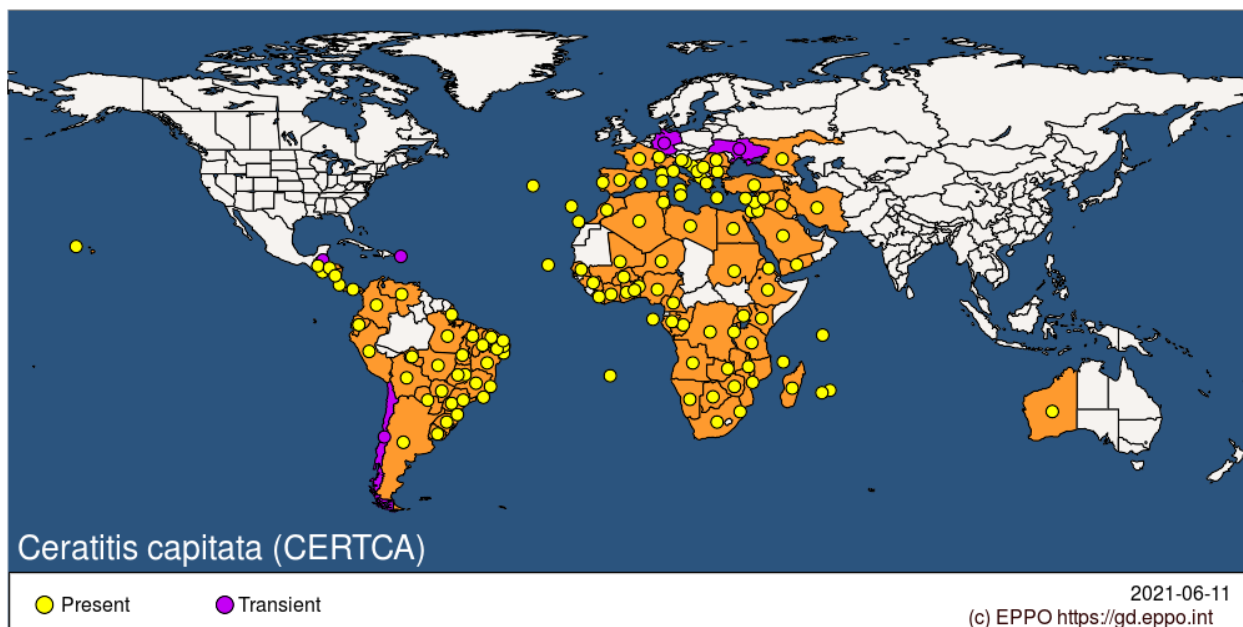 Ceratitis capitata (CERTCA)
Present
Transient
2021-06-11
(c) EPPO https://gd.eppo.int